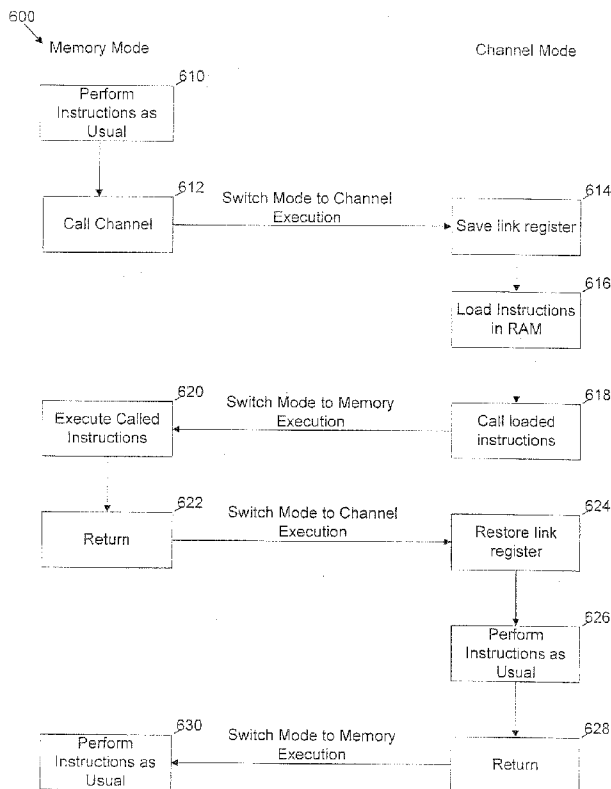 600
Memory Mode
Channel Mode
610
Perform
Instructions as
Usual
612
Call Channel
Switch Mode to Channel
Execution
614
Save link register
616
Load Instructions
in RAM
620
Execute Called
Instructions
Switch Mode to Memory
Execution
618
Call loaded
instructions
622
Return
Switch Mode to Channel
Execution
624
Restore link
register
626
Perform
Instructions as
Usual
630
Perform
Instructions as
Usual
Switch Mode to Memory
Execution
628
Return